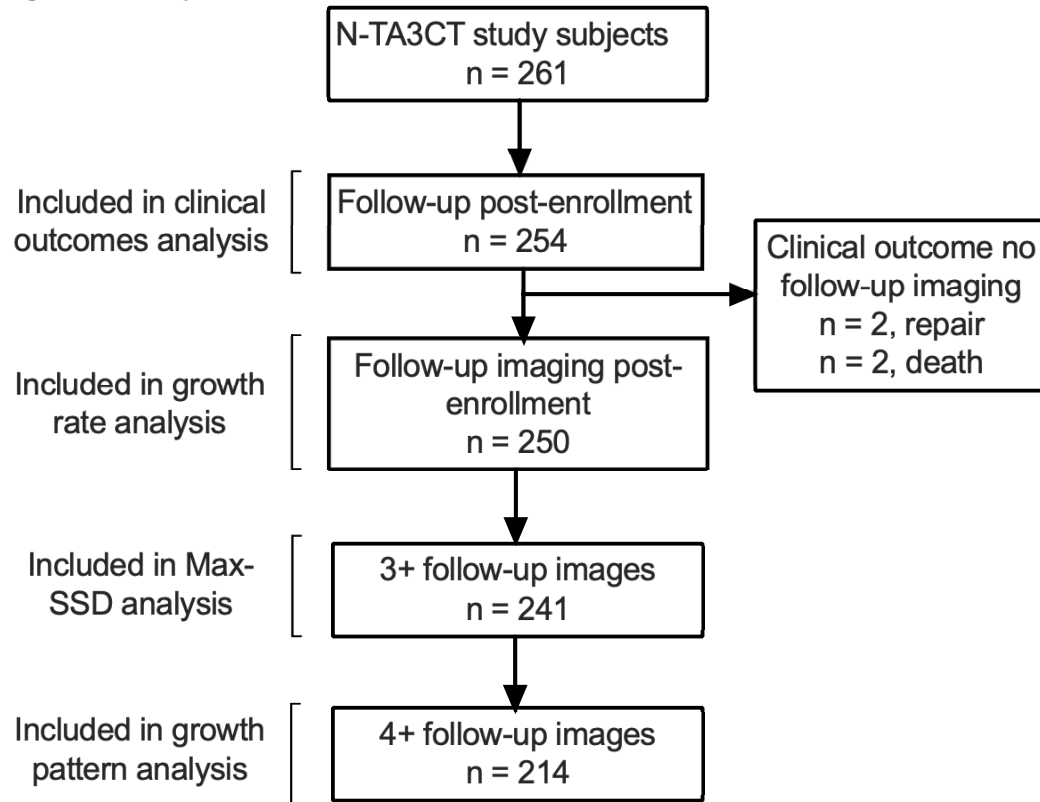 N-TA3CT study subjects
n = 261
Included in clinical
outcomes analysis
Follow-up post-enrollment
n = 254
Clinical outcome no
follow-up imaging
n = 2, repair
n = 2, death
Included in growth
rate analysis
Follow-up imaging post-
enrollment
n = 250
Included in Max-
SSD analysis
3+ follow-up images
n = 241
Included in growth
pattern analysis
4+ follow-up images
n = 214